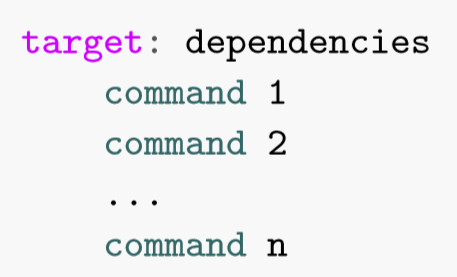 target: dependencies
    command 1
    command 2
    ...
    command n